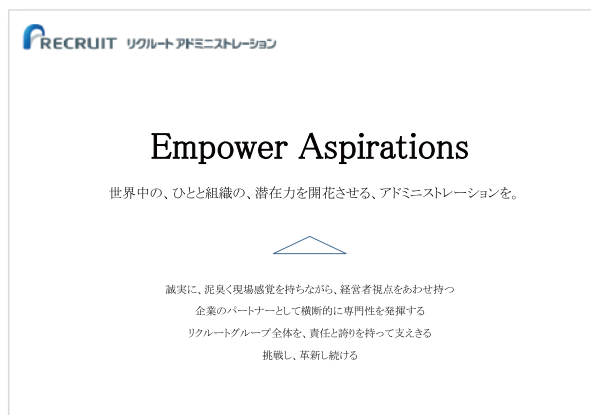 RECRUIT リクルート アドミニストレーション
Empower Aspirations
世界中の、ひとと組織の、潜在力を開花させる、アドミニストレーションを。
誠実に、泥臭く現場感覚を持ちながら、経営者視点をあわせ持つ
企業のパートナーとして横断的に専門性を発揮する
リクルートグループ全体を、責任と誇りを持って支えきる
挑戦し、革新し続ける